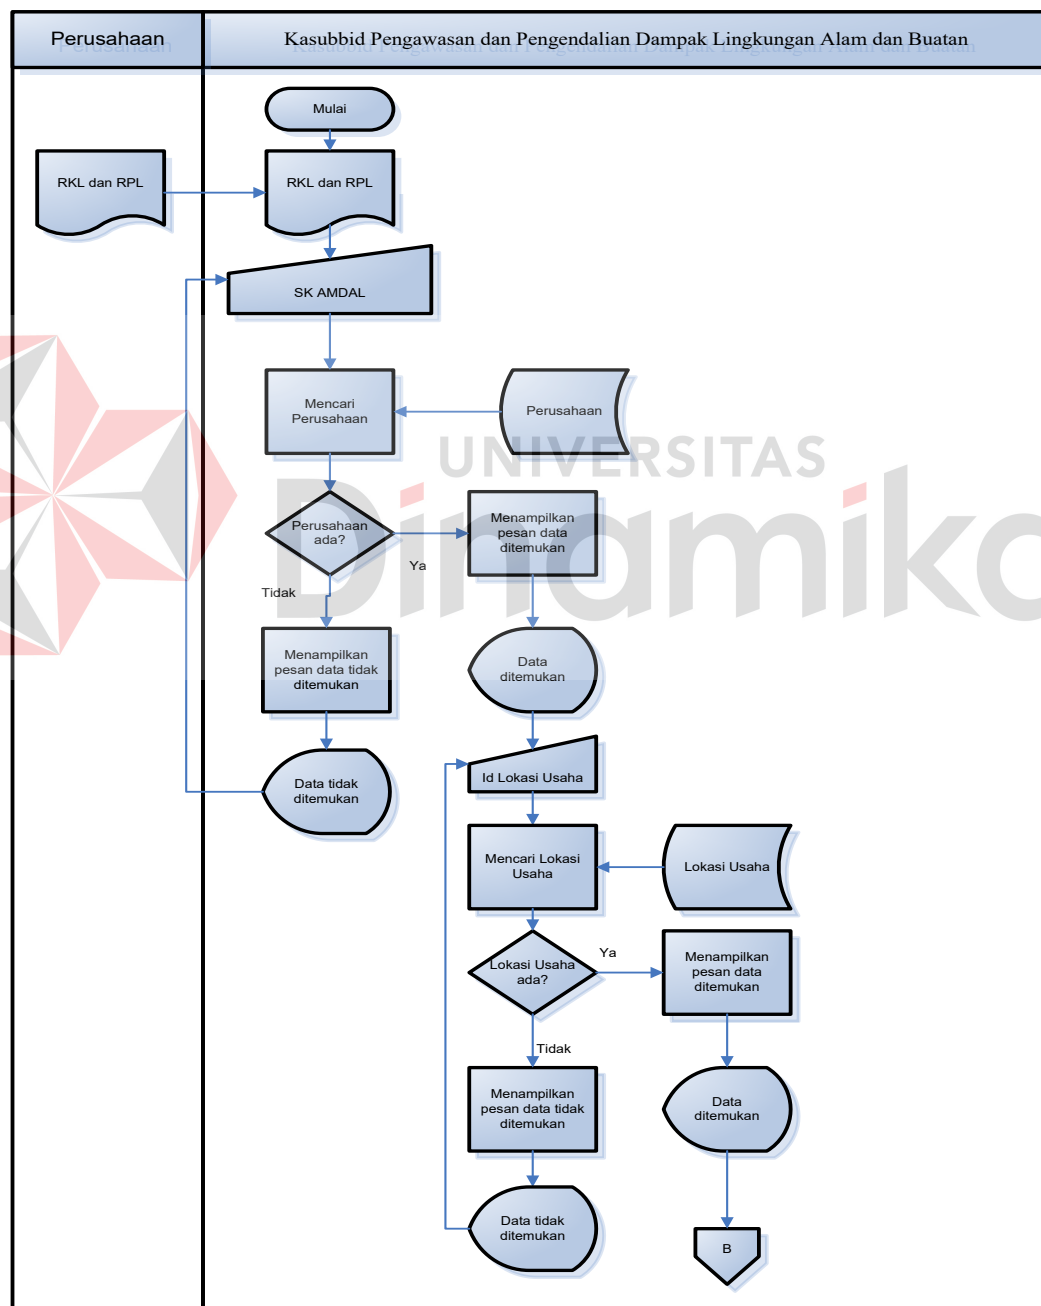 Perusahaan
Kasubbid Pengawasan dan Pengendalian Dampak Lingkungan Alam dan Buatan
Mulai
RKL dan RPL
RKL dan RPL
SK AMDAL
Mencari
Perusahaan
Perusahaan
UNIVERSITAS
Dinamika
Perusahaan
ada?
Ya
Menampilkan
pesan data
ditemukan
Tidak
Menampilkan
pesan data tidak
ditemukan
Data
ditemukan
Data tidak
ditemukan
Id Lokasi Usaha
Mencari Lokasi
Usaha
Lokasi Usaha
Lokasi Usaha
ada?
Ya
Menampilkan
pesan data
ditemukan
Tidak
Menampilkan
pesan data tidak
ditemukan
Data
ditemukan
Data tidak
ditemukan
B